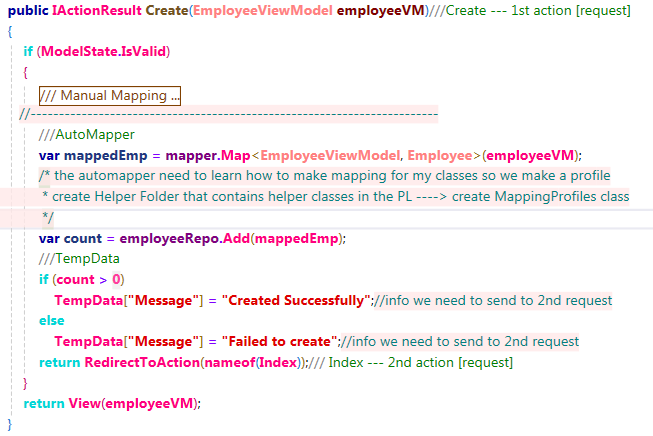 public IActionResult Create(EmployeeViewModel employeeVM)///Create --- 1st action [request]
{
if (ModelState.IsValid)
{
/// Manual Mapping ...
//-------------------------------------------------------------------------
///AutoMapper
var mappedEmp = mapper.Map<EmployeeViewModel, Employee>(employeeVM);
/* the automapper need to learn how to make mapping for my classes so we make a profile
* create Helper Folder that contains helper classes in the PL ----> create MappingProfiles class
*/
var count = employeeRepo.Add(mappedEmp);
///TempData
if (count > 0)
TempData["Message"] = "Created Successfully";//info we need to send to 2nd request
else
TempData["Message"] = "Failed to create";//info we need to send to 2nd request
return RedirectToAction(nameof(Index));/// Index --- 2nd action [request]
}
return View(employeeVM);
}